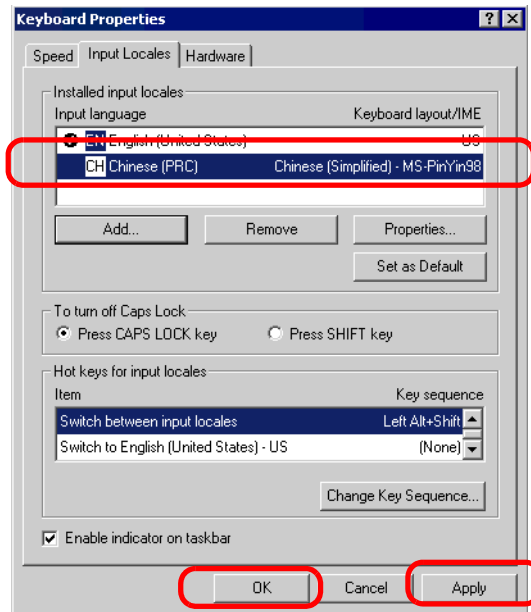 Keyboard Properties
Speed Input Locales Hardware
Installed input locales
Input language Keyboard layout/IME
EN English (United States) US
CH Chinese (PRC) Chinese (Simplified) - MS-PinYin98
Add... Remove Properties...
Set as Default
To turn off Caps Lock
Press CAPS LOCK key Press SHIFT key
Hot keys for input locales
Item Key sequence
Switch between input locales Left Alt+Shift
Switch to English (United States) - US (None)
Change Key Sequence...
Enable indicator on taskbar
OK Cancel Apply